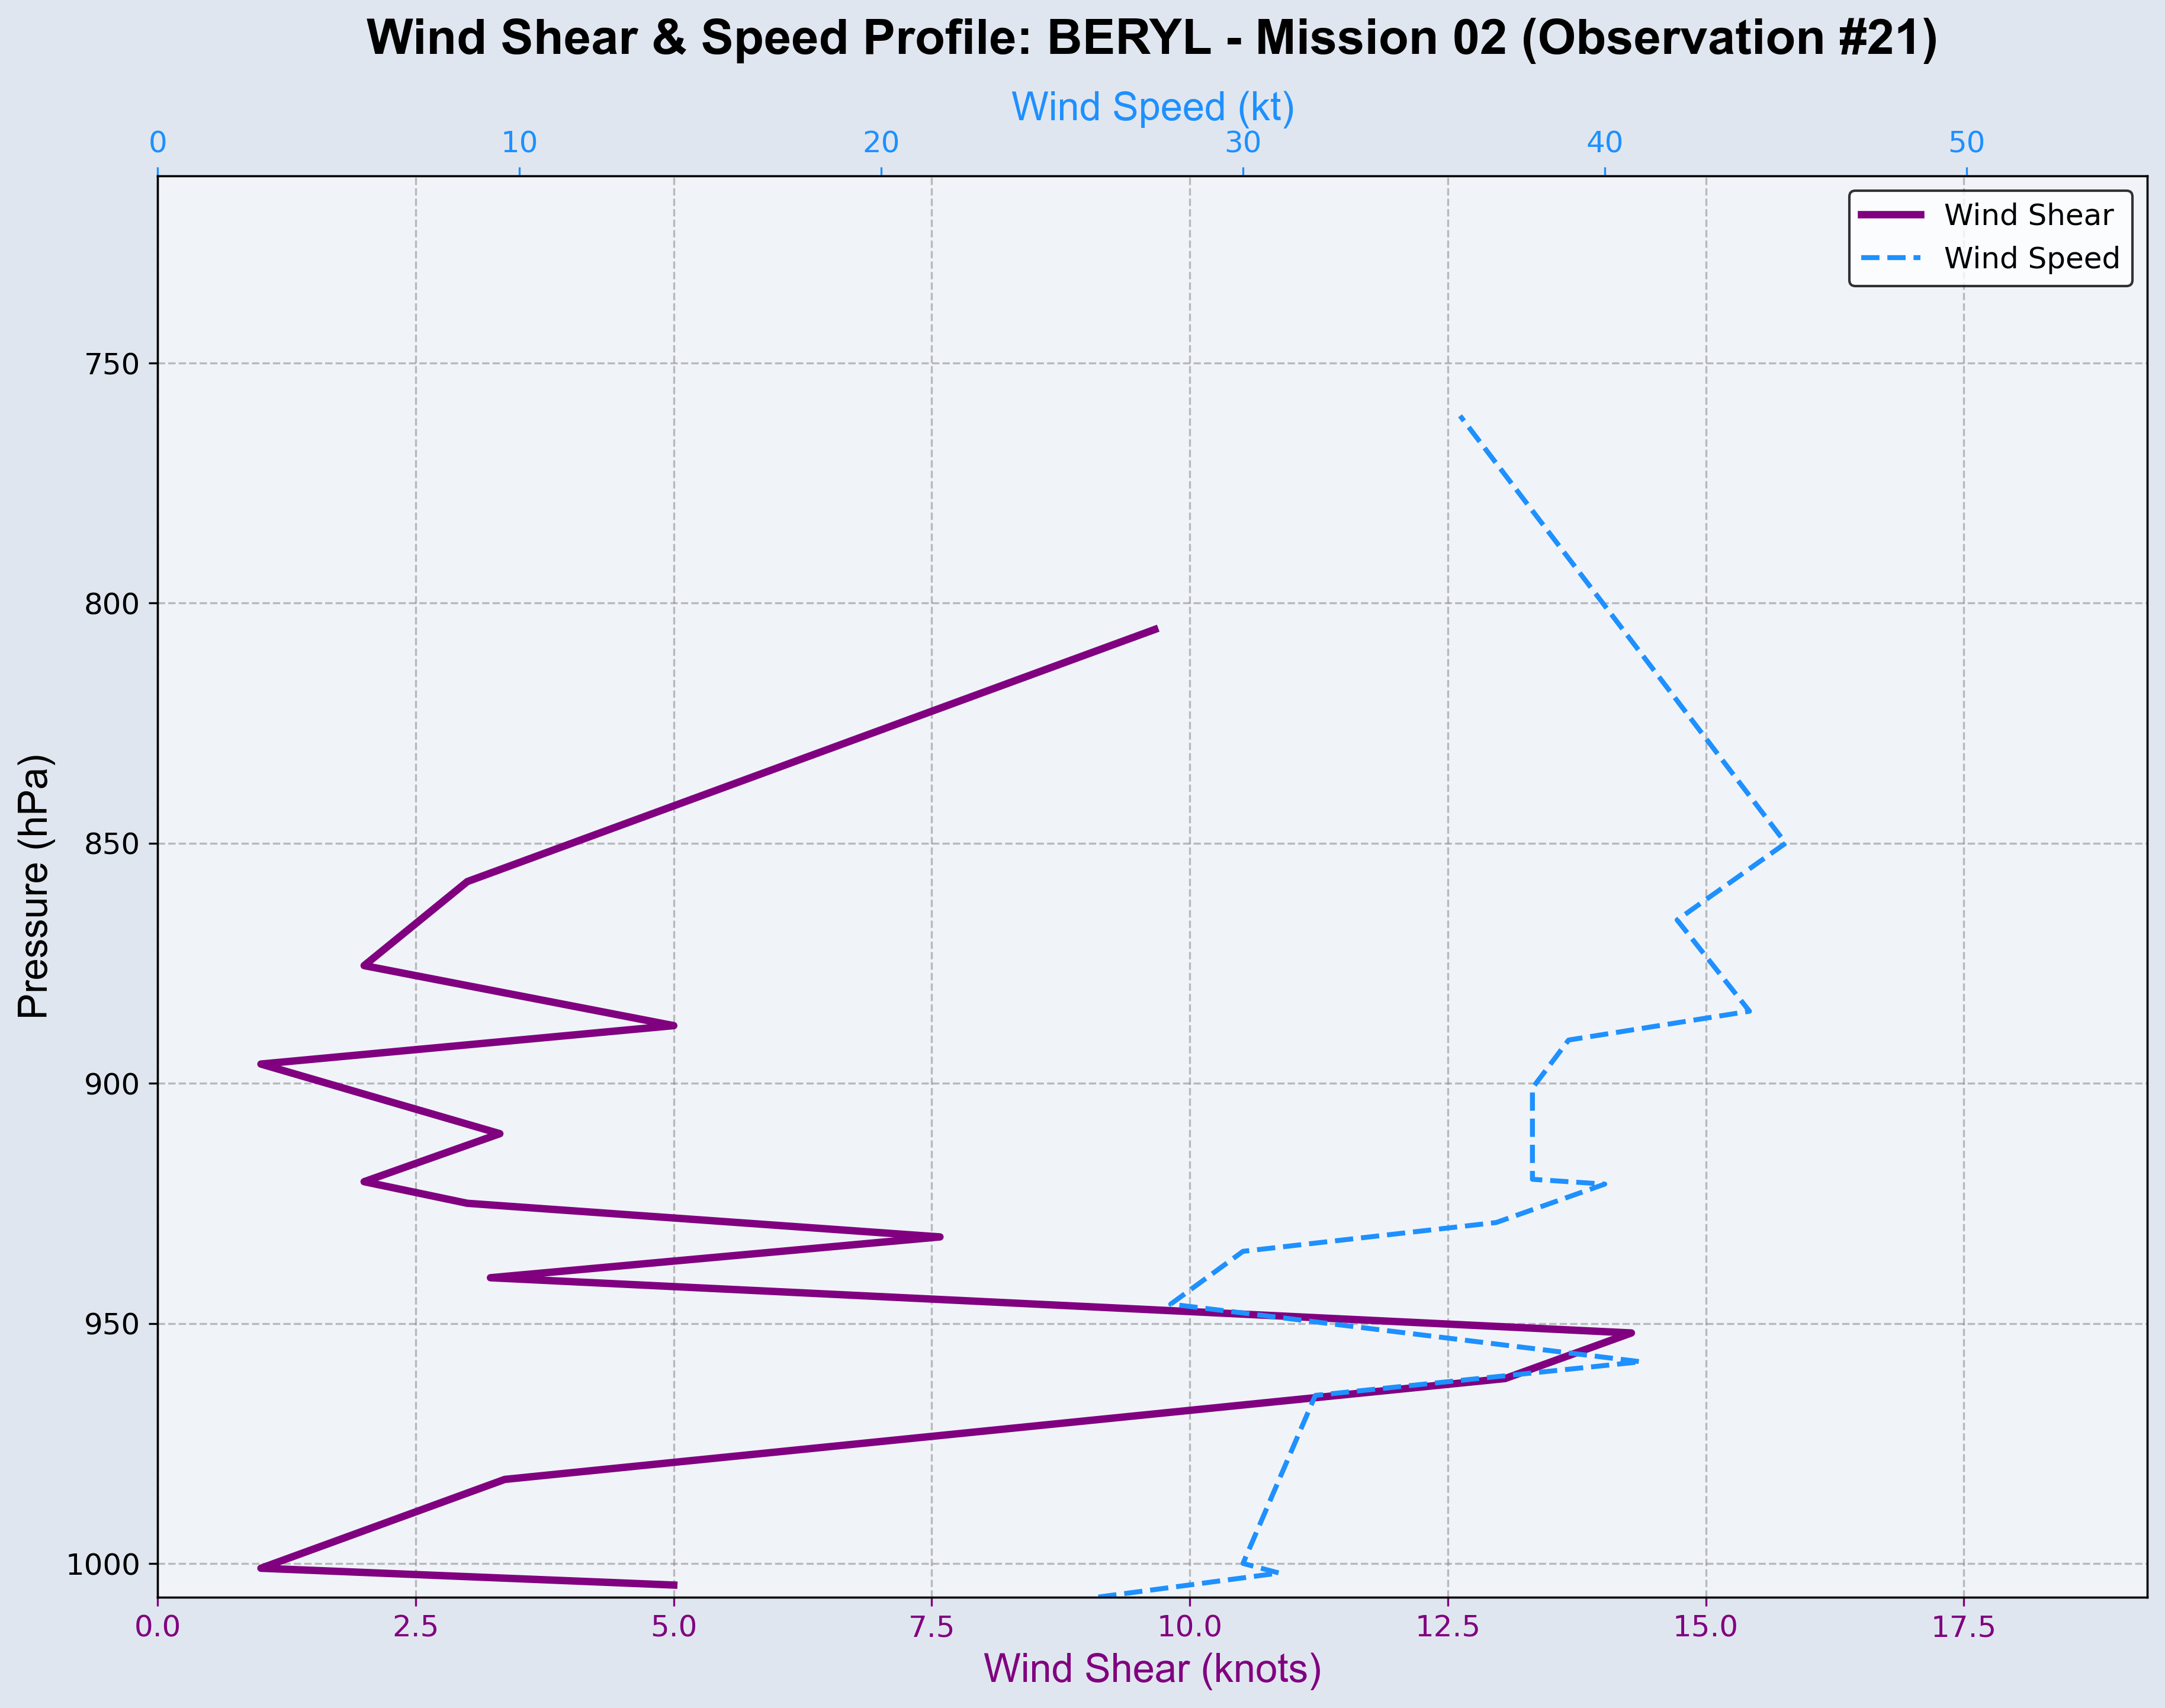 Wind Shear & Speed Profile: BERYL - Mission 02 (Observation #21)
Wind Speed (kt)
0 10 20 30 40 50
Wind Shear
Wind Speed
Pressure (hPa)
750
800
850
900
950
1000
0.0 2.5 5.0 7.5 10.0 12.5 15.0 17.5
Wind Shear (knots)